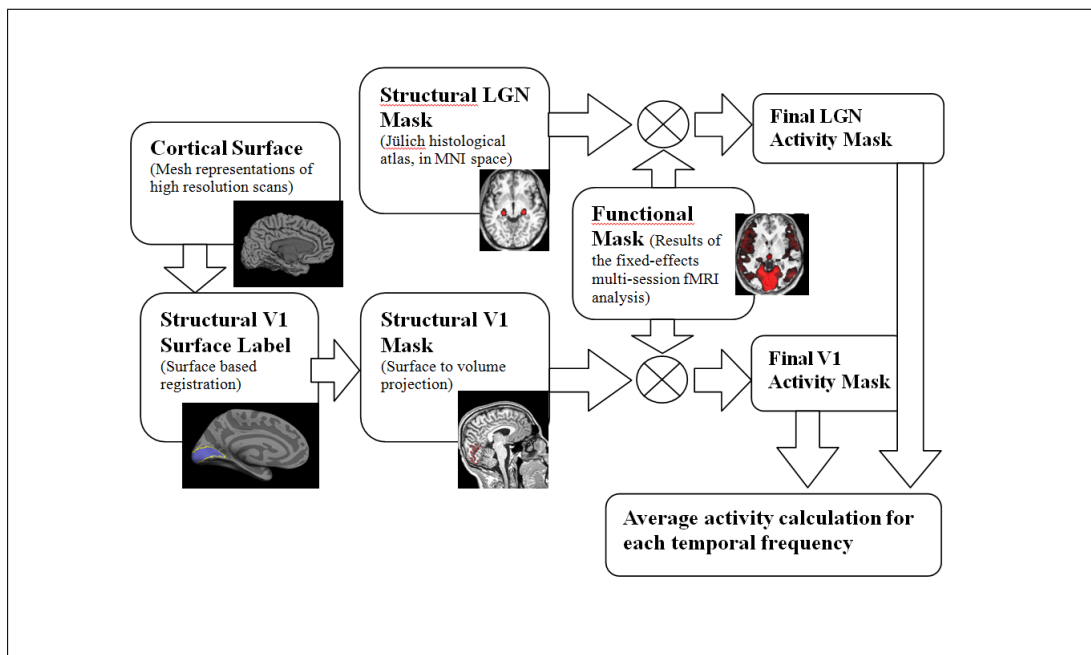 Structural LGN
Mask
(Jülich histological
atlas, in MNI space)
Cortical Surface
(Mesh representations of
high resolution scans)
Final LGN
Activity Mask
Functional
Mask (Results of
the fixed-effects
multi-session fMRI
analysis)
Structural V1
Surface Label
(Surface based
registration)
Structural V1
Mask
(Surface to volume
projection)
Final V1
Activity Mask
Average activity calculation for
each temporal frequency